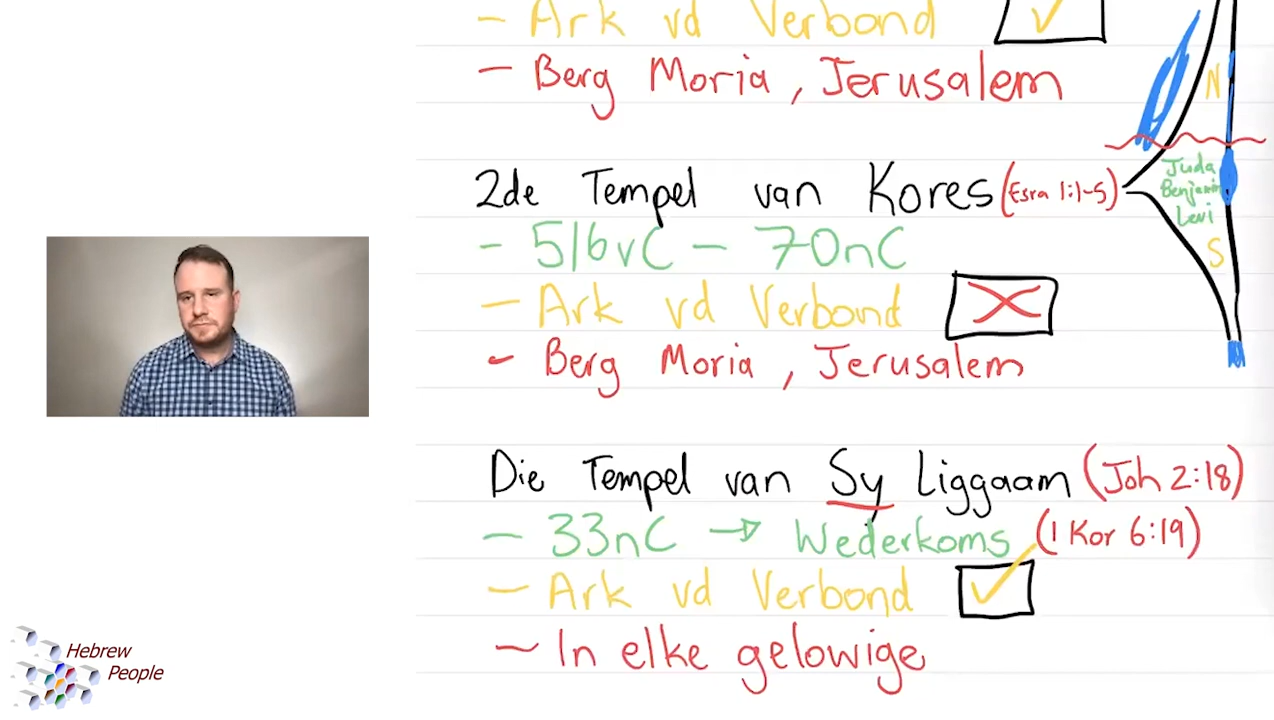 - Ark vd Verbond
- Berg Moria, Jerusalem
N
2de Tempel van Kores (Esra 1:1-5)
Juda
Benjamin
Levi
S
- 516vC - 70nC
- Ark vd Verbond
- Berg Moria, Jerusalem
Die Tempel van Sy Liggaam (Joh 2:18)
- 33nC → Wederkoms (1 Kor 6:19)
- Ark vd Verbond
- In elke gelowige
Hebrew
People